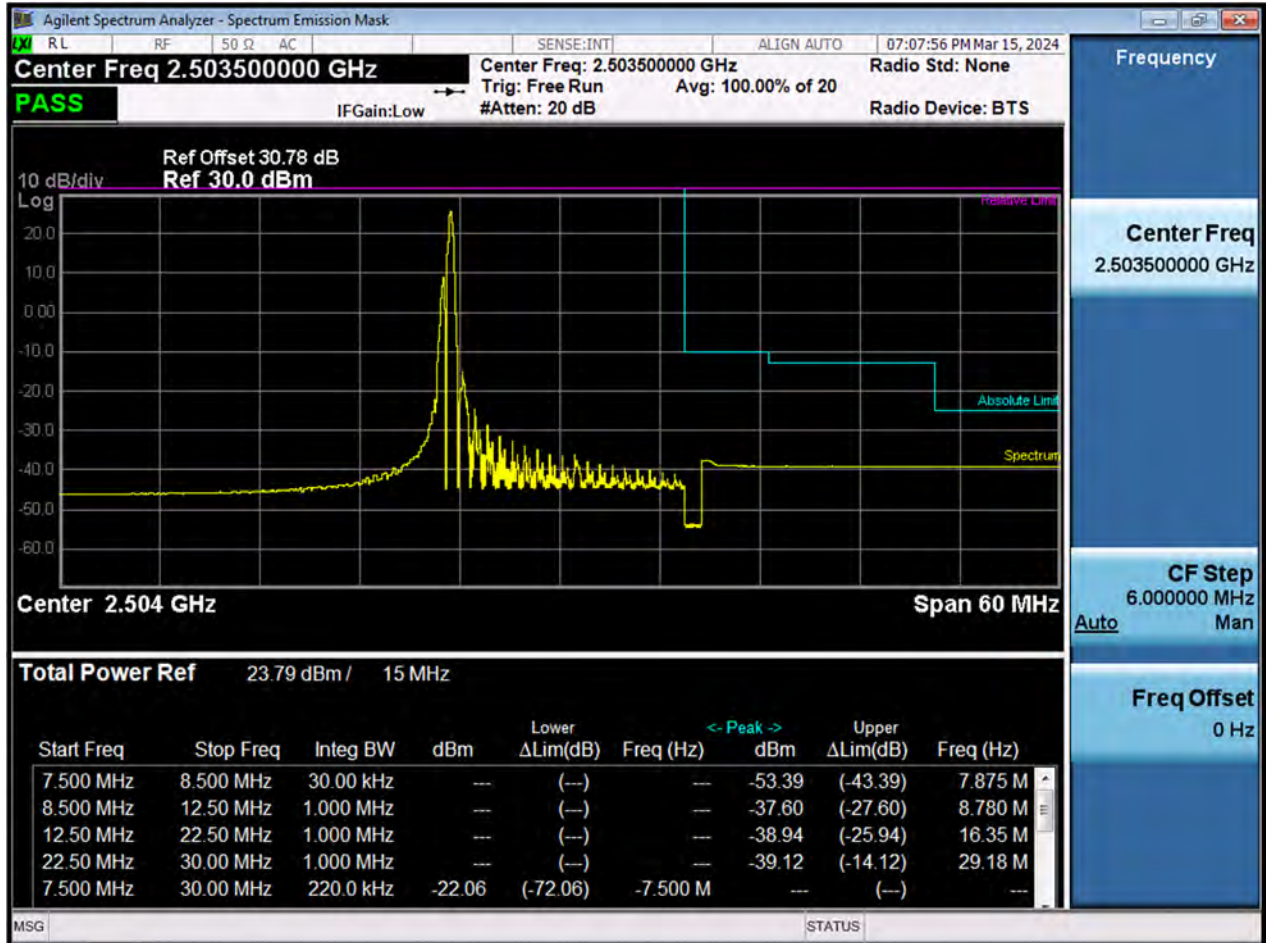 Agilent Spectrum Analyzer - Spectrum Emission Mask
LXI RL RF 50 Ω AC SENSE:INT ALIGN AUTO 07:07:56 PM Mar 15, 2024
Center Freq 2.503500000 GHz Center Freq: 2.503500000 GHz Radio Std: None
Trig: Free Run Avg: 100.00% of 20
PASS IFGain:Low #Atten: 20 dB Radio Device: BTS
Ref Offset 30.78 dB
10 dB/div Ref 30.0 dBm
Log
Relative Limit
20.0
10.0
0.00
-10.0
-20.0
Absolute Limit
-30.0
Spectrum
-40.0
-50.0
-60.0
Center 2.504 GHz Span 60 MHz
Total Power Ref 23.79 dBm / 15 MHz
Lower <- Peak -> Upper
Start Freq Stop Freq Integ BW dBm ΔLim(dB) Freq (Hz) dBm ΔLim(dB) Freq (Hz)
7.500 MHz 8.500 MHz 30.00 kHz --- (---) --- -53.39 (-43.39) 7.875 M
8.500 MHz 12.50 MHz 1.000 MHz --- (---) --- -37.60 (-27.60) 8.780 M
12.50 MHz 22.50 MHz 1.000 MHz --- (---) --- -38.94 (-25.94) 16.35 M
22.50 MHz 30.00 MHz 1.000 MHz --- (---) --- -39.12 (-14.12) 29.18 M
7.500 MHz 30.00 MHz 220.0 kHz -22.06 (-72.06) -7.500 M --- (---) ---
MSG STATUS
Frequency
Center Freq
2.503500000 GHz
CF Step
6.000000 MHz
Auto Man
Freq Offset
0 Hz